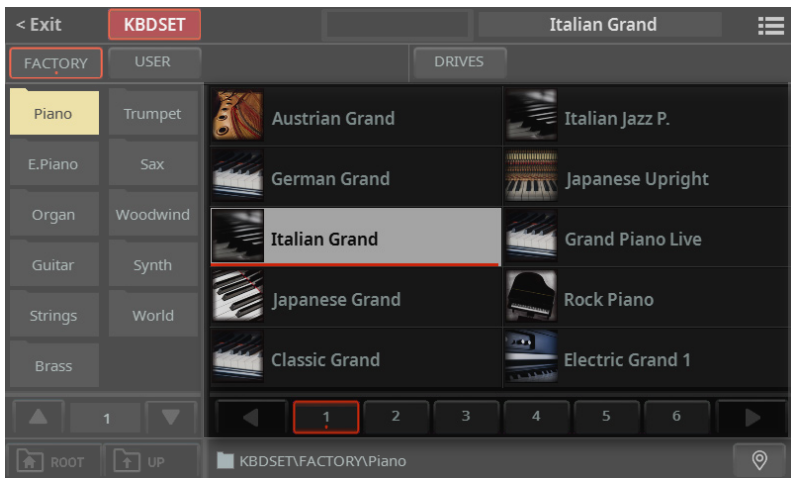 < Exit KBDSET Italian Grand
FACTORY USER DRIVES
Piano Trumpet Austrian Grand Italian Jazz P.
E.Piano Sax German Grand Japanese Upright
Organ Woodwind Italian Grand Grand Piano Live
Guitar Synth Japanese Grand Rock Piano
Strings World Classic Grand Electric Grand 1
Brass
1 1 2 3 4 5 6
ROOT UP KBDSET\FACTORY\Piano